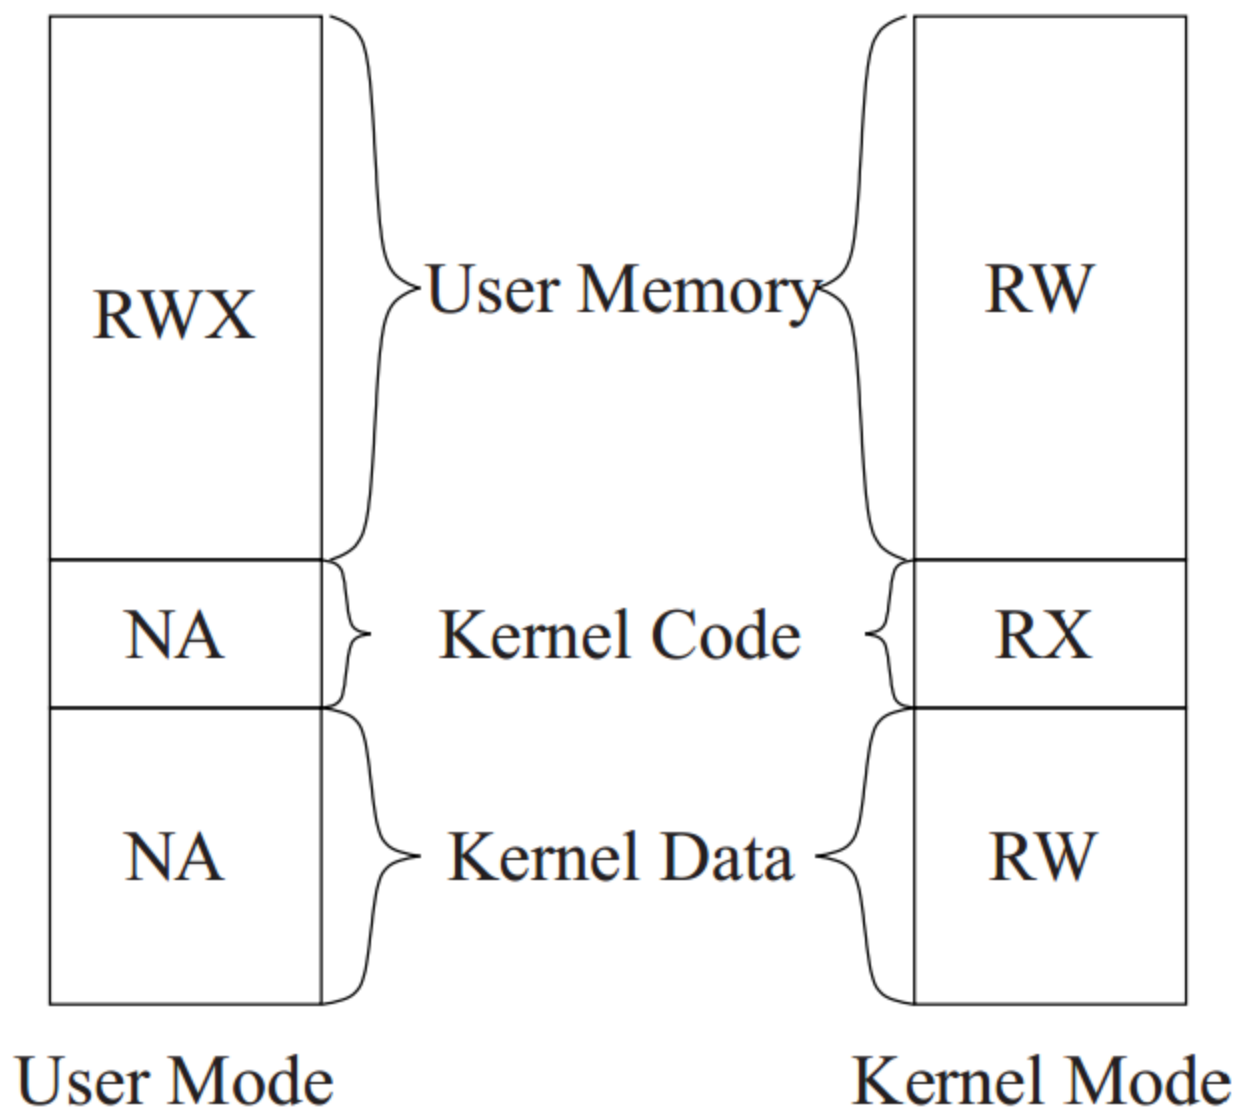 RWX
User Memory
RW
NA
Kernel Code
RX
NA
Kernel Data
RW
User Mode
Kernel Mode